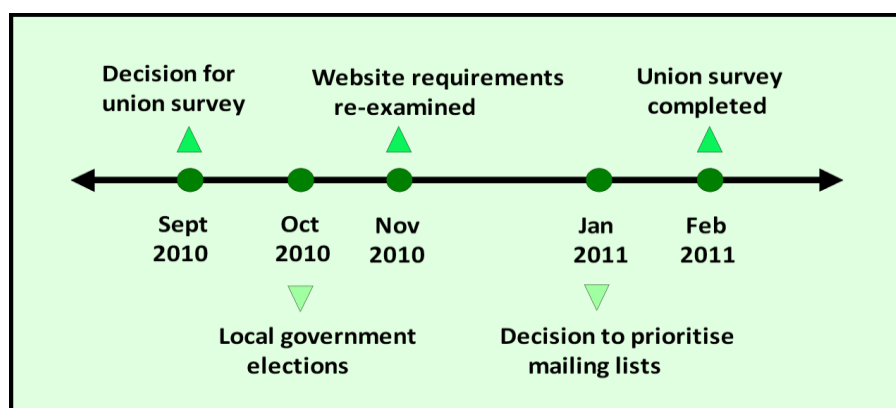 Decision for
union survey
Website requirements
re-examined
Union survey
completed
Sept
2010
Oct
2010
Nov
2010
Jan
2011
Feb
2011
Local government
elections
Decision to prioritise
mailing lists